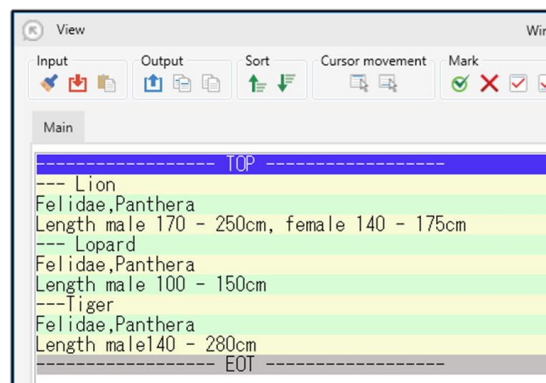 View
Win
Input
Output
Sort
Cursor movement
Mark
Main
------------------ TOP ------------------
--- Lion
Felidae,Panthera
Length male 170 - 250cm, female 140 - 175cm
--- Lopard
Felidae,Panthera
Length male 100 - 150cm
---Tiger
Felidae,Panthera
Length male140 - 280cm
------------------ EOT ------------------